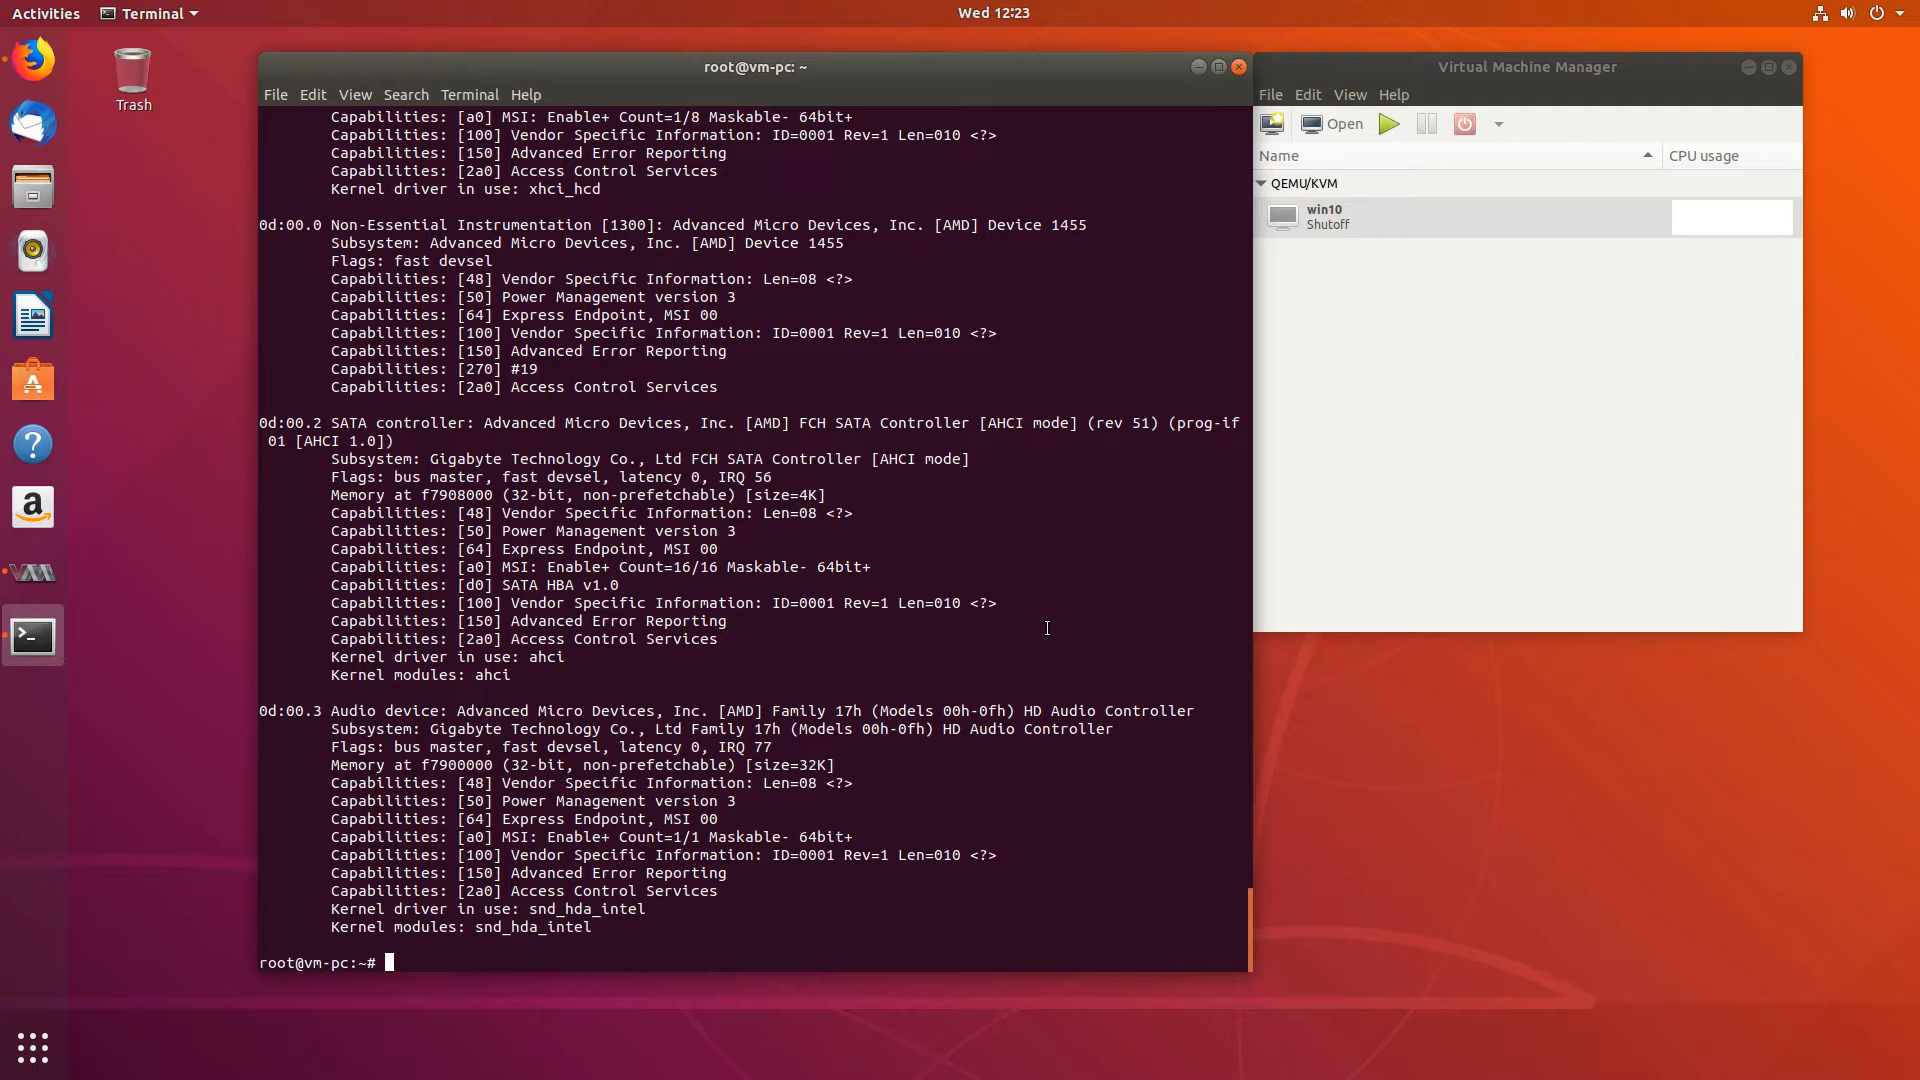 Activities
Terminal
Wed 12:23
Trash
root@vm-pc: ~
File Edit View Search Terminal Help
Capabilities: [a0] MSI: Enable+ Count=1/8 Maskable- 64bit+
Capabilities: [100] Vendor Specific Information: ID=0001 Rev=1 Len=010 <?>
Capabilities: [150] Advanced Error Reporting
Capabilities: [2a0] Access Control Services
Kernel driver in use: xhci_hcd
0d:00.0 Non-Essential Instrumentation [1300]: Advanced Micro Devices, Inc. [AMD] Device 1455
Subsystem: Advanced Micro Devices, Inc. [AMD] Device 1455
Flags: fast devsel
Capabilities: [48] Vendor Specific Information: Len=08 <?>
Capabilities: [50] Power Management version 3
Capabilities: [64] Express Endpoint, MSI 00
Capabilities: [100] Vendor Specific Information: ID=0001 Rev=1 Len=010 <?>
Capabilities: [150] Advanced Error Reporting
Capabilities: [270] #19
Capabilities: [2a0] Access Control Services
0d:00.2 SATA controller: Advanced Micro Devices, Inc. [AMD] FCH SATA Controller [AHCI mode] (rev 51) (prog-if
01 [AHCI 1.0])
Subsystem: Gigabyte Technology Co., Ltd FCH SATA Controller [AHCI mode]
Flags: bus master, fast devsel, latency 0, IRQ 56
Memory at f7908000 (32-bit, non-prefetchable) [size=4K]
Capabilities: [48] Vendor Specific Information: Len=08 <?>
Capabilities: [50] Power Management version 3
Capabilities: [64] Express Endpoint, MSI 00
Capabilities: [a0] MSI: Enable+ Count=16/16 Maskable- 64bit+
Capabilities: [d0] SATA HBA v1.0
Capabilities: [100] Vendor Specific Information: ID=0001 Rev=1 Len=010 <?>
Capabilities: [150] Advanced Error Reporting
Capabilities: [2a0] Access Control Services
Kernel driver in use: ahci
Kernel modules: ahci
0d:00.3 Audio device: Advanced Micro Devices, Inc. [AMD] Family 17h (Models 00h-0fh) HD Audio Controller
Subsystem: Gigabyte Technology Co., Ltd Family 17h (Models 00h-0fh) HD Audio Controller
Flags: bus master, fast devsel, latency 0, IRQ 77
Memory at f7900000 (32-bit, non-prefetchable) [size=32K]
Capabilities: [48] Vendor Specific Information: Len=08 <?>
Capabilities: [50] Power Management version 3
Capabilities: [64] Express Endpoint, MSI 00
Capabilities: [a0] MSI: Enable+ Count=1/1 Maskable- 64bit+
Capabilities: [100] Vendor Specific Information: ID=0001 Rev=1 Len=010 <?>
Capabilities: [150] Advanced Error Reporting
Capabilities: [2a0] Access Control Services
Kernel driver in use: snd_hda_intel
Kernel modules: snd_hda_intel
root@vm-pc:~#
Virtual Machine Manager
File Edit View Help
Open
Name CPU usage
QEMU/KVM
win10
Shutoff